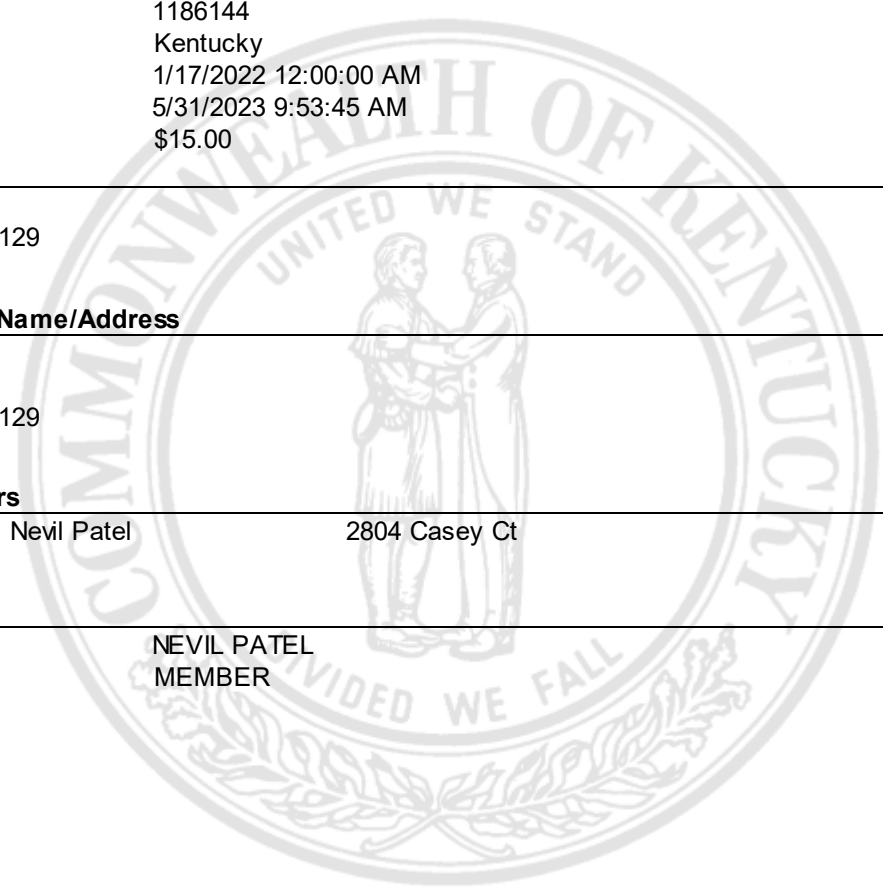 1186144
Kentucky
1/17/2022 12:00:00 AM
5/31/2023 9:53:45 AM
$15.00
129
Name/Address
129
rs
Nevil Patel 2804 Casey Ct
NEVIL PATEL
MEMBER
COMMONWEALTH OF KENTUCKY
UNITED WE STAND
DIVIDED WE FALL